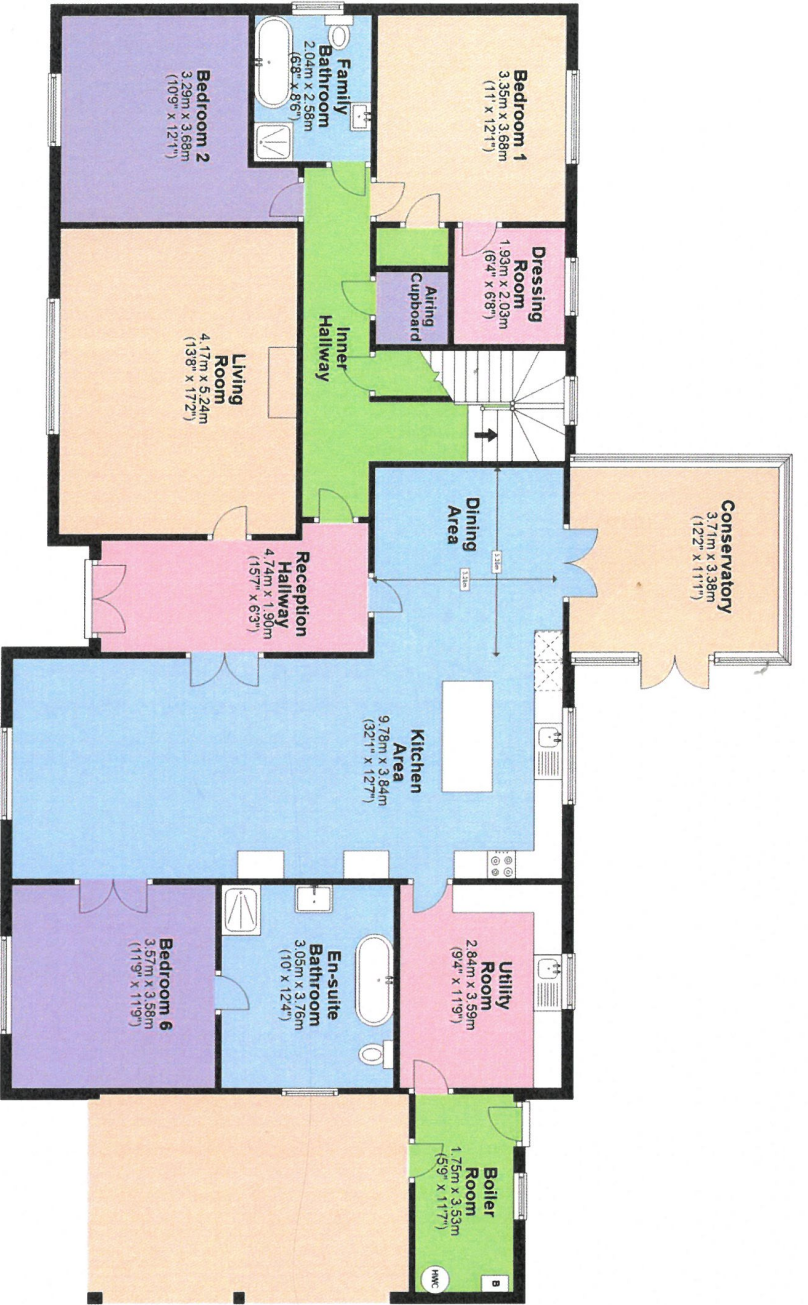 Bedroom 1
3.35m x 3.68m
(11' x 12'1")
Family
Bathroom
2.04m x 2.58m
(6'8" x 8'6")
Bedroom 2
3.29m x 3.68m
(10'9" x 12'1")
Dressing
Room
1.93m x 2.03m
(6'4" x 6'8")
Airing
Cupboard
Inner
Hallway
Living
Room
4.17m x 5.24m
(13'8" x 17'2")
Conservatory
3.71m x 3.38m
(12'2" x 11'1")
Dining
Area
Reception
Hallway
4.74m x 1.90m
(15'7" x 6'3")
Kitchen
Area
9.78m x 3.84m
(32'1" x 12'7")
Utility
Room
2.84m x 3.59m
(9'4" x 11'9")
En-suite
Bathroom
3.05m x 3.76m
(10' x 12'4")
Bedroom 6
3.57m x 3.58m
(11'9" x 11'9")
Boiler
Room
1.75m x 3.53m
(5'9" x 11'7")
B
HWC